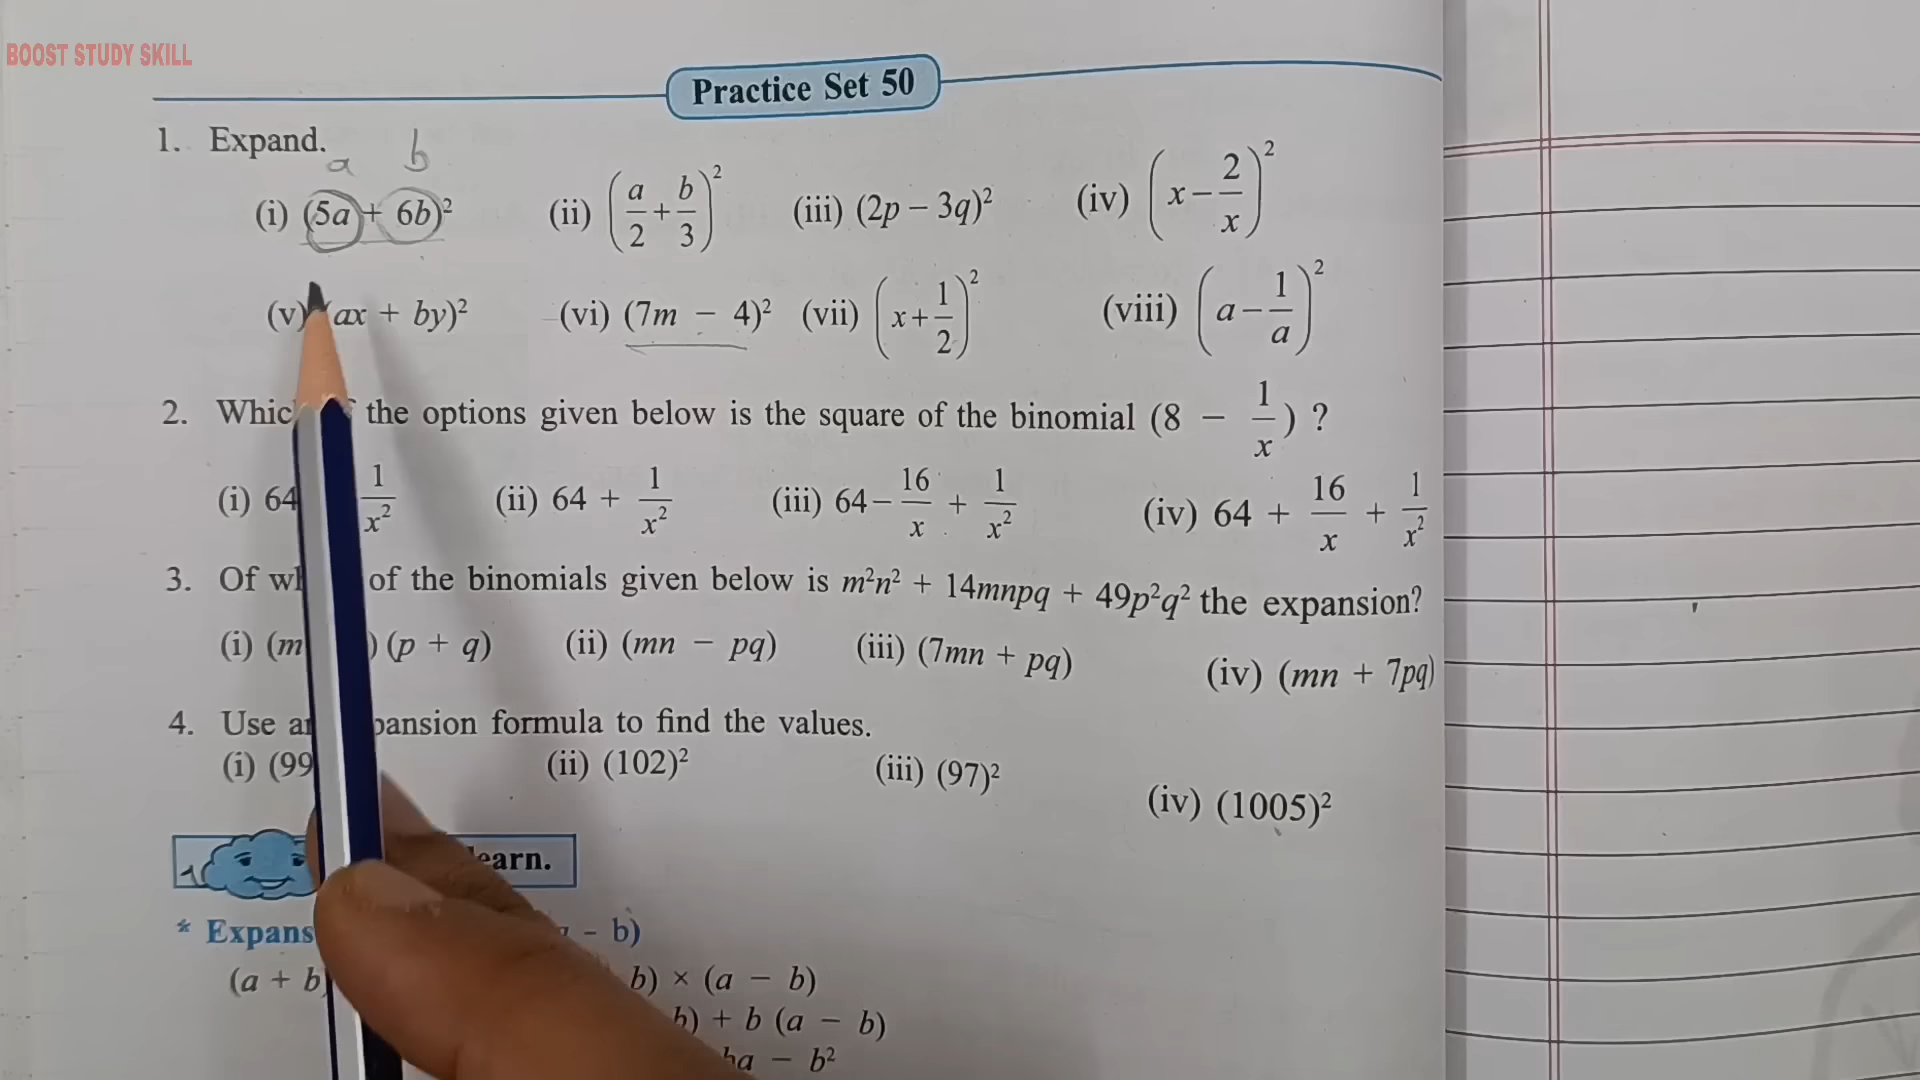 BOOST STUDY SKILL
Practice Set 50
1. Expand.
a b
(i) (5a + 6b)² (ii) (a/2 + b/3)² (iii) (2p − 3q)² (iv) (x − 2/x)²
(v) ax + by)² (vi) (7m − 4)² (vii) (x + 1/2)² (viii) (a − 1/a)²
2. the options given below is the square of the binomial (8 − 1/x) ?
(i) 64 1/x² (ii) 64 + 1/x² (iii) 64 − 16/x + 1/x² (iv) 64 + 16/x + 1/x²
3. Of of the binomials given below is m²n² + 14mnpq + 49p²q² the expansion?
(i) (m ) (p + q) (ii) (mn − pq) (iii) (7mn + pq) (iv) (mn + 7pq)
4. Use formula to find the values.
(i) (99 (ii) (102)² (iii) (97)² (iv) (1005)²
* − b)
(a + b b) × (a − b)
b) + b (a − b)
ba − b²